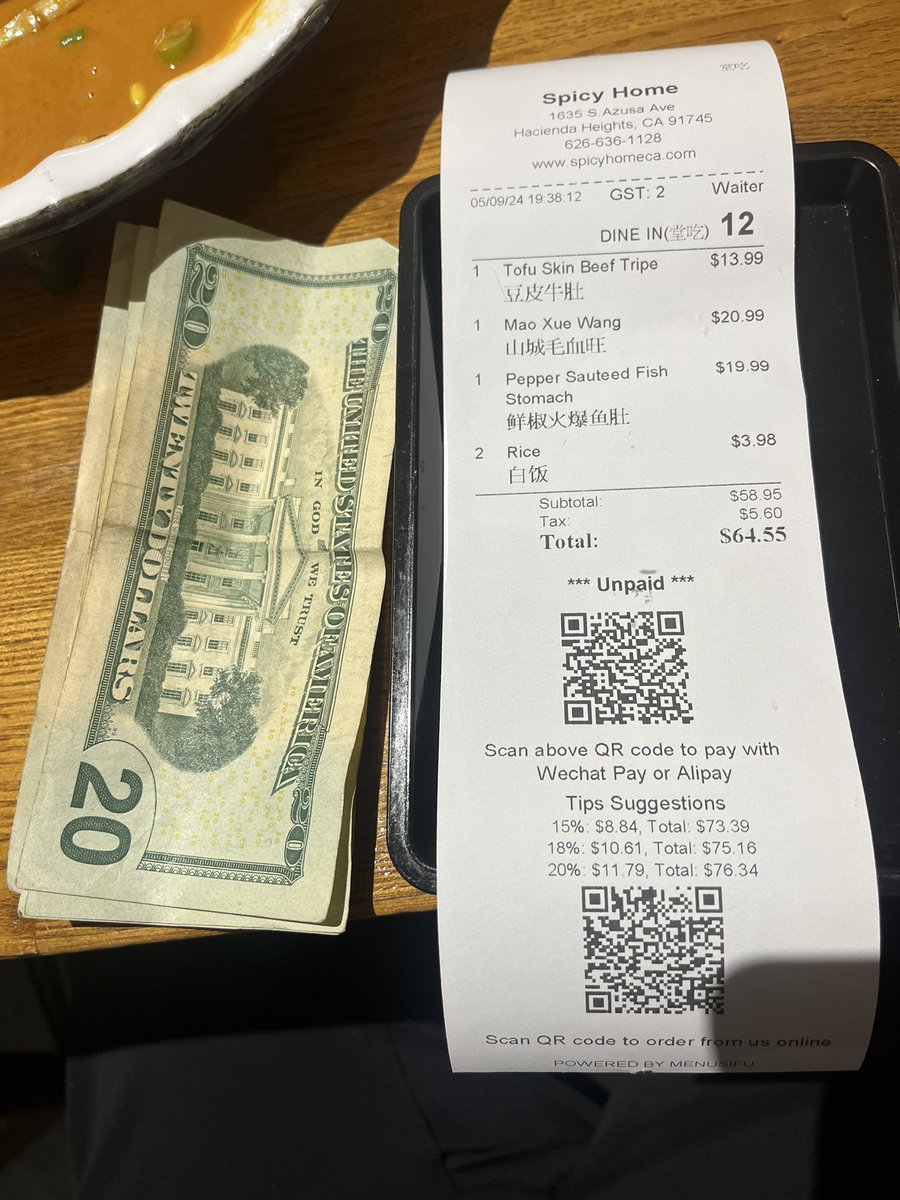 堂吃
Spicy Home
1635 S.Azusa Ave
Hacienda Heights, CA 91745
626-636-1128
www.spicyhomeca.com
05/09/24 19:38:12 GST: 2 Waiter
DINE IN(堂吃) 12
1 Tofu Skin Beef Tripe $13.99
豆皮牛肚
1 Mao Xue Wang $20.99
山城毛血旺
1 Pepper Sauteed Fish $19.99
Stomach
鲜椒火爆鱼肚
2 Rice $3.98
白饭
Subtotal: $58.95
Tax: $5.60
Total: $64.55
*** Unpaid ***
Scan above QR code to pay with
Wechat Pay or Alipay
Tips Suggestions
15%: $8.84, Total: $73.39
18%: $10.61, Total: $75.16
20%: $11.79, Total: $76.34
Scan QR code to order from us online
POWERED BY MENUSIFU
20
20
THE UNITED STATES OF AMERICA
IN GOD WE TRUST
TWENTY DOLLARS
20
20